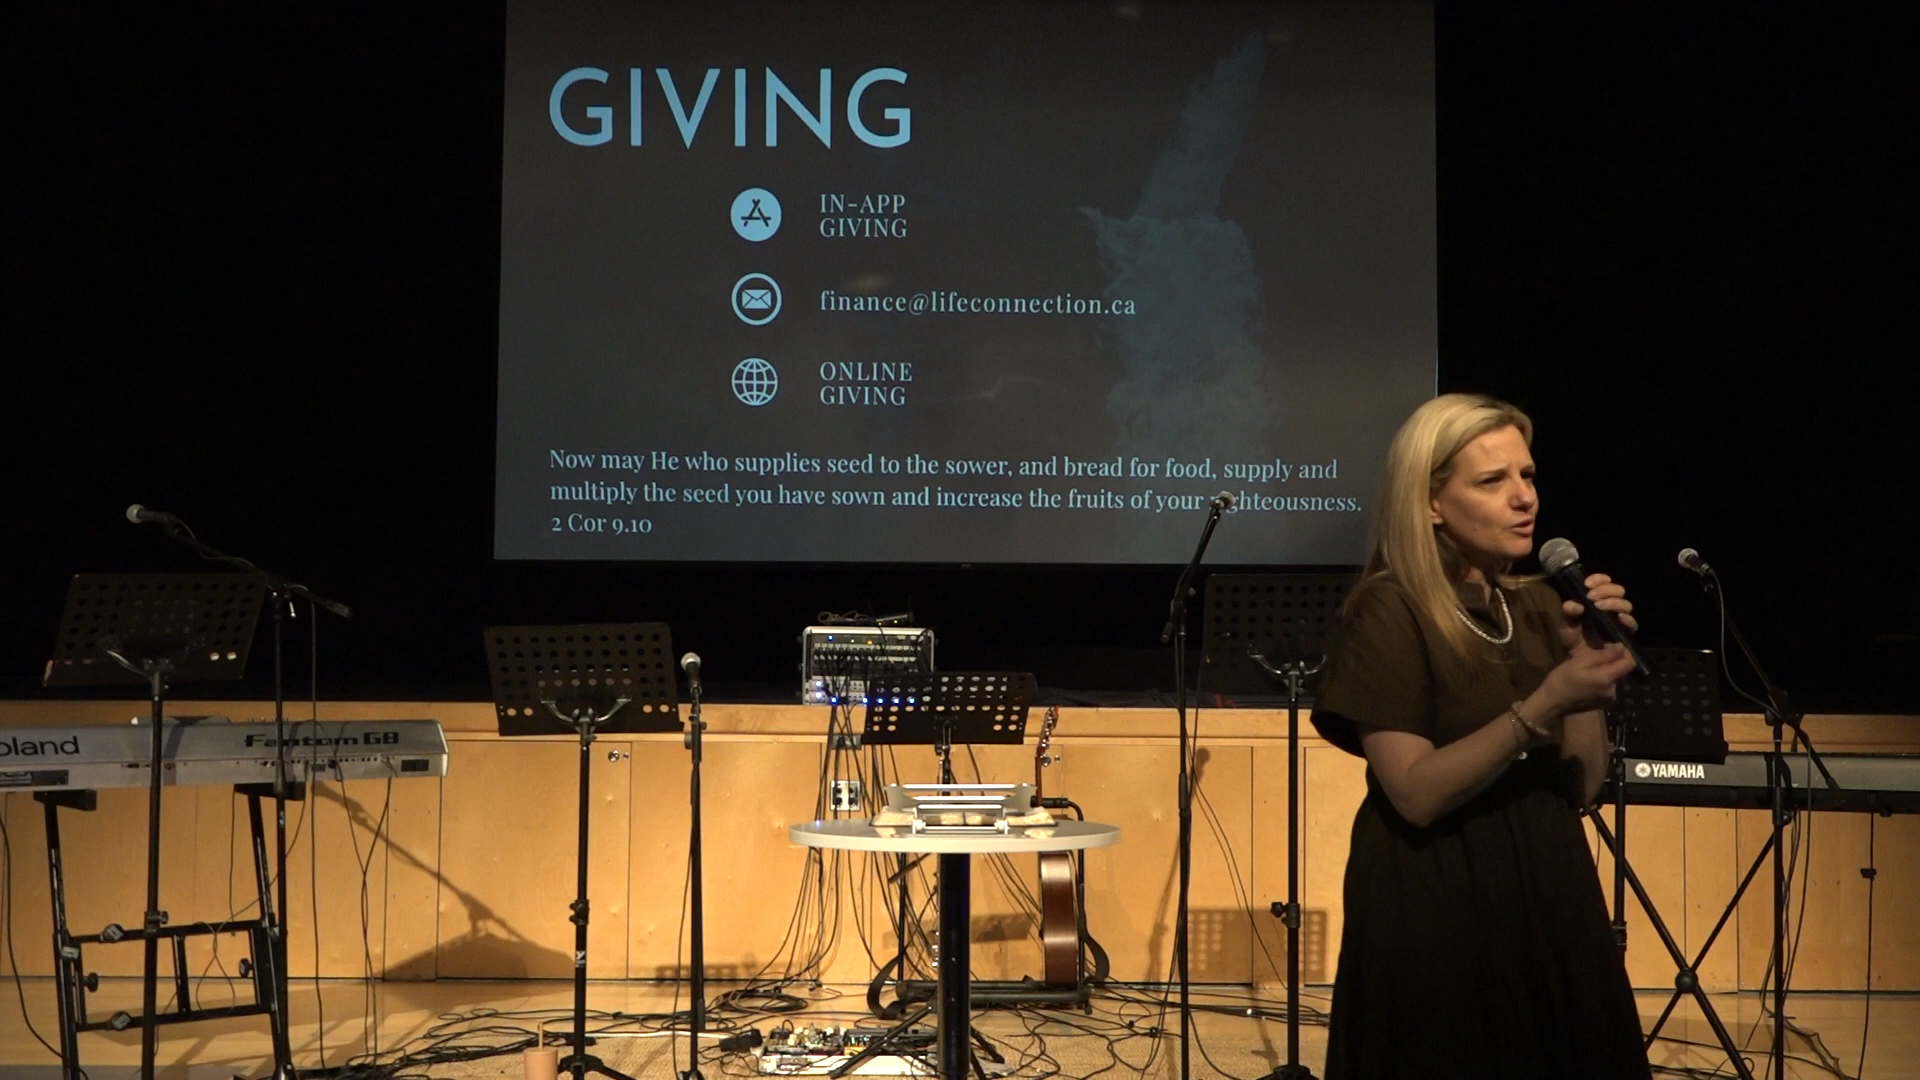 GIVING
IN-APP
GIVING
finance@lifeconnection.ca
ONLINE
GIVING
Now may He who supplies seed to the sower, and bread for food, supply and
multiply the seed you have sown and increase the fruits of your righteousness.
2 Cor 9.10
oland Fantom G8
YAMAHA